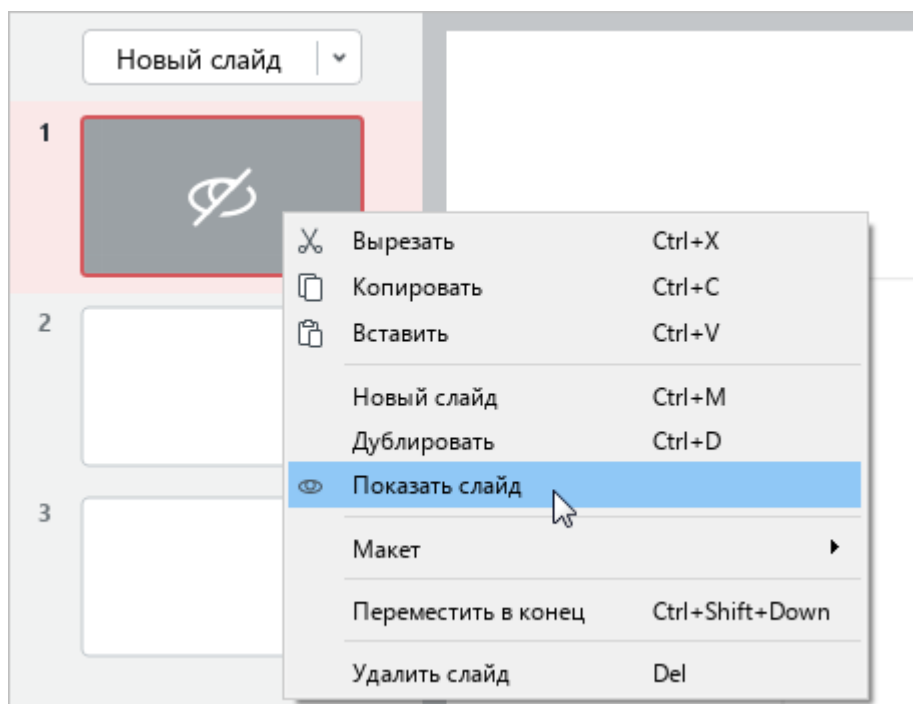 Новый слайд
1
Вырезать Ctrl+X
Копировать Ctrl+C
2
Вставить Ctrl+V
Новый слайд Ctrl+M
Дублировать Ctrl+D
Показать слайд
3
Макет
Переместить в конец Ctrl+Shift+Down
Удалить слайд Del